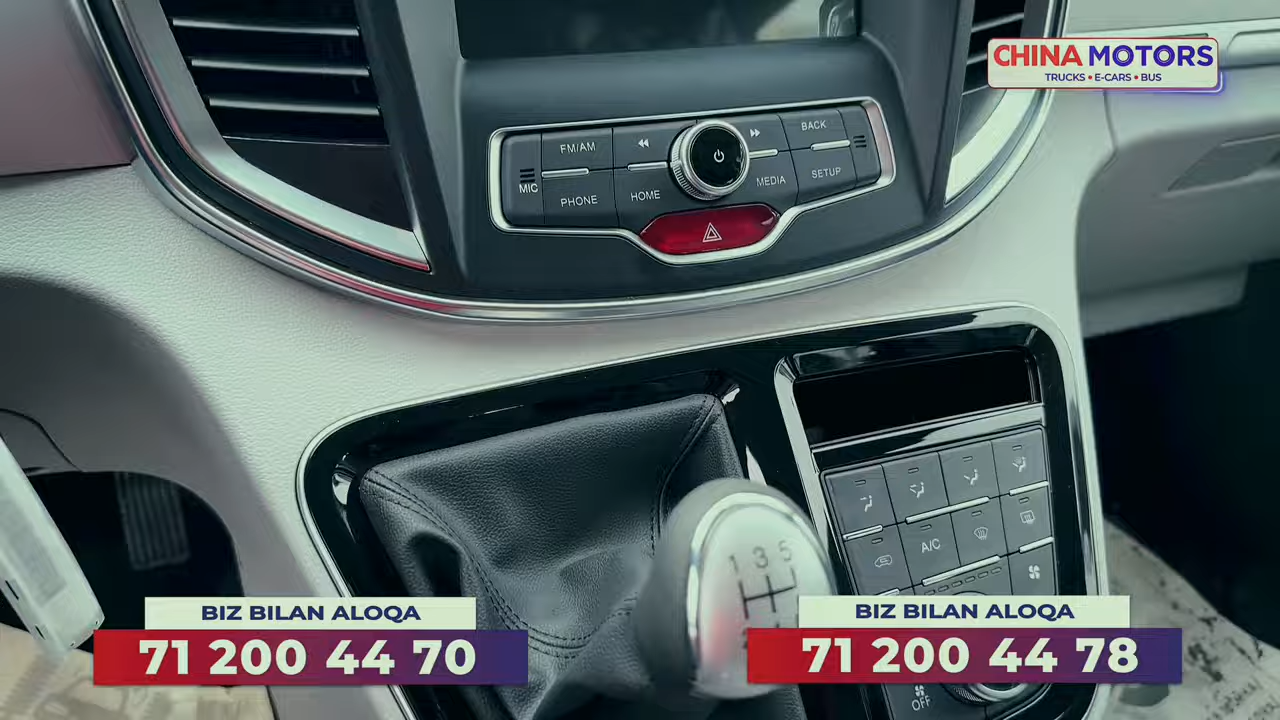 CHINA MOTORS
TRUCKS • E-CARS • BUS
FM/AM
BACK
MIC
PHONE
HOME
MEDIA
SETUP
A/C
1 3 5
OFF
BIZ BILAN ALOQA
71 200 44 70
BIZ BILAN ALOQA
71 200 44 78